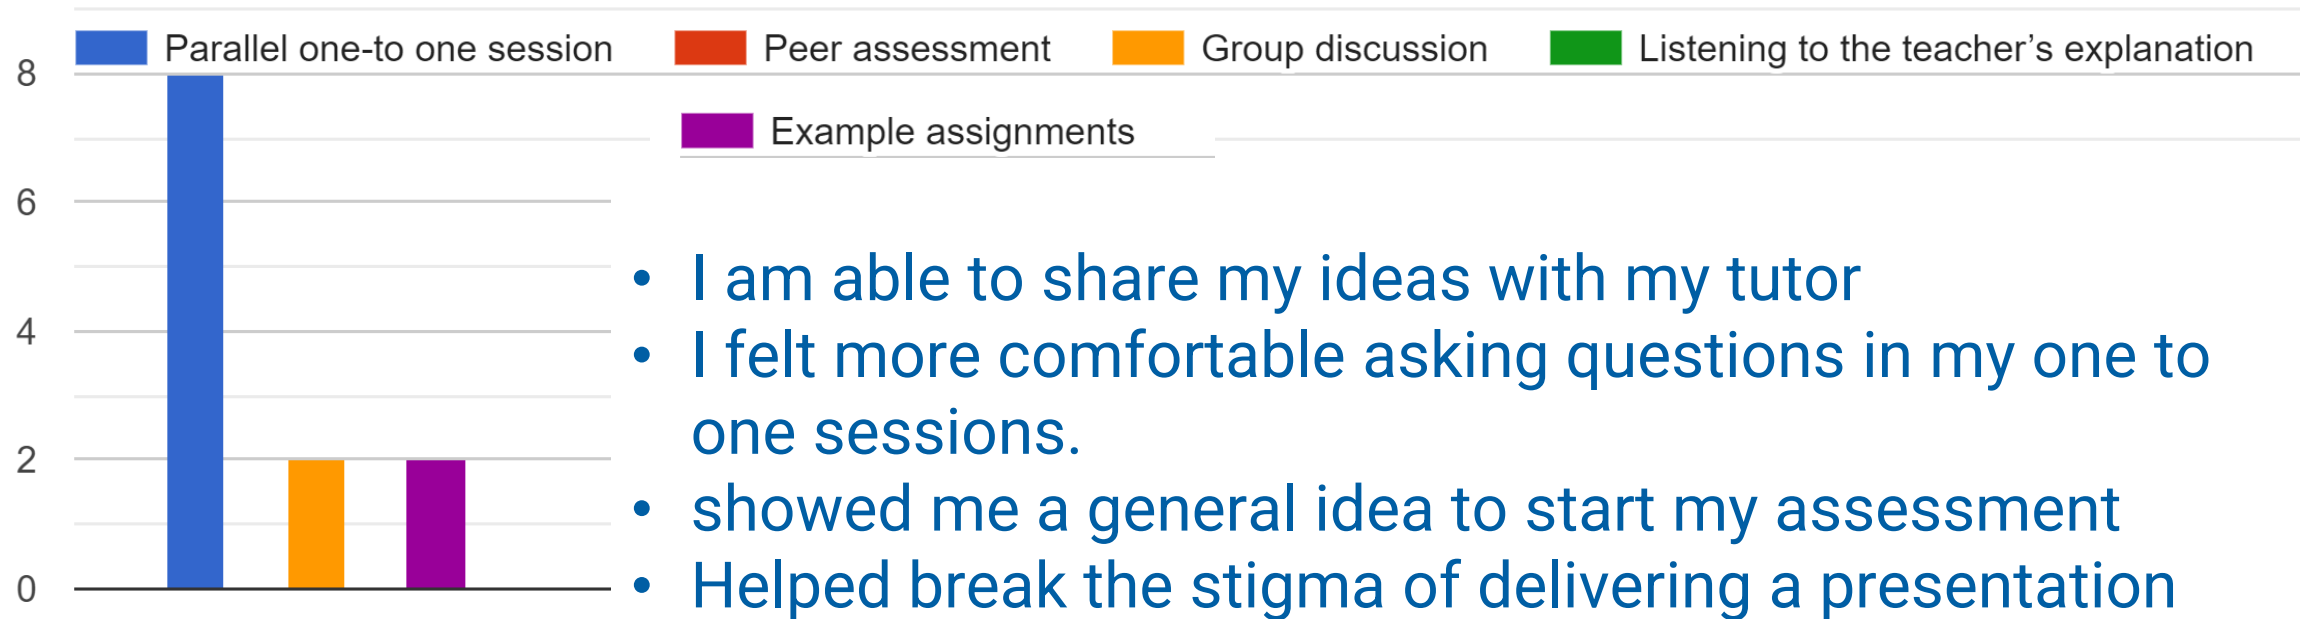 Parallel one-to one session Peer assessment Group discussion Listening to the teacher’s explanation
8
Example assignments
6
• I am able to share my ideas with my tutor
4
• I felt more comfortable asking questions in my one to
one sessions.
2
• showed me a general idea to start my assessment
0
• Helped break the stigma of delivering a presentation